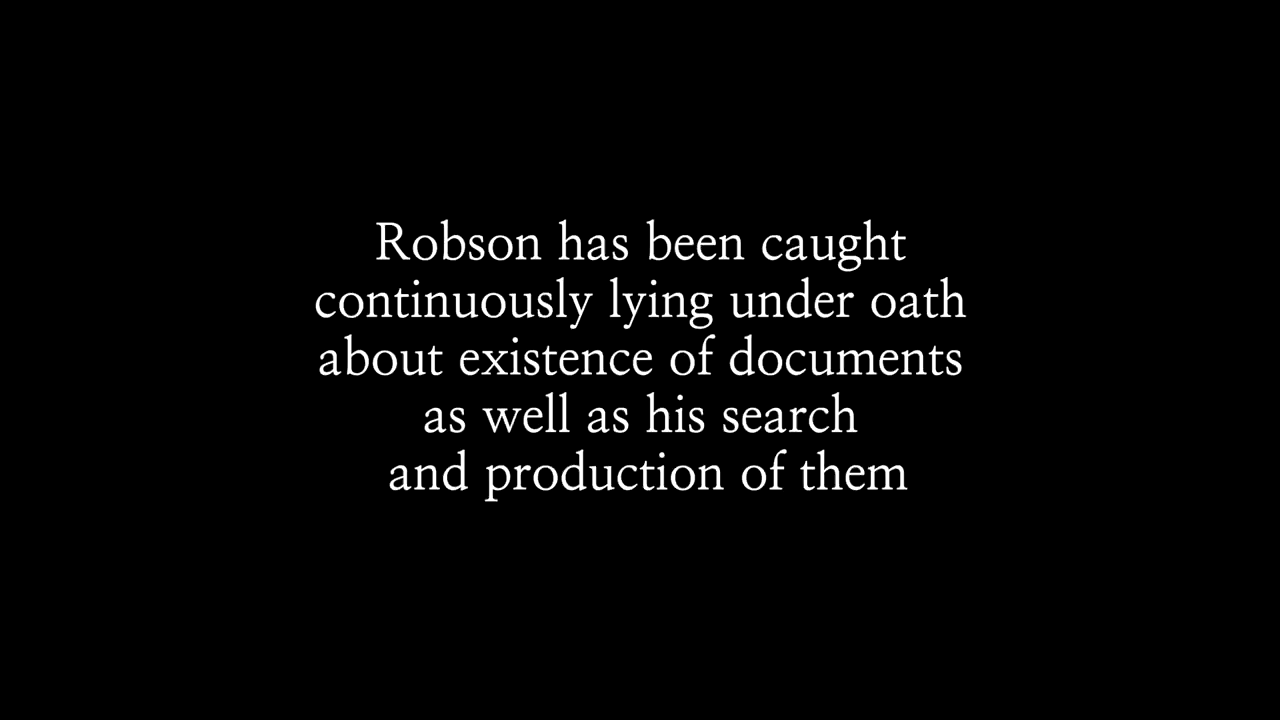 Robson has been caught
continuously lying under oath
about existence of documents
as well as his search
and production of them